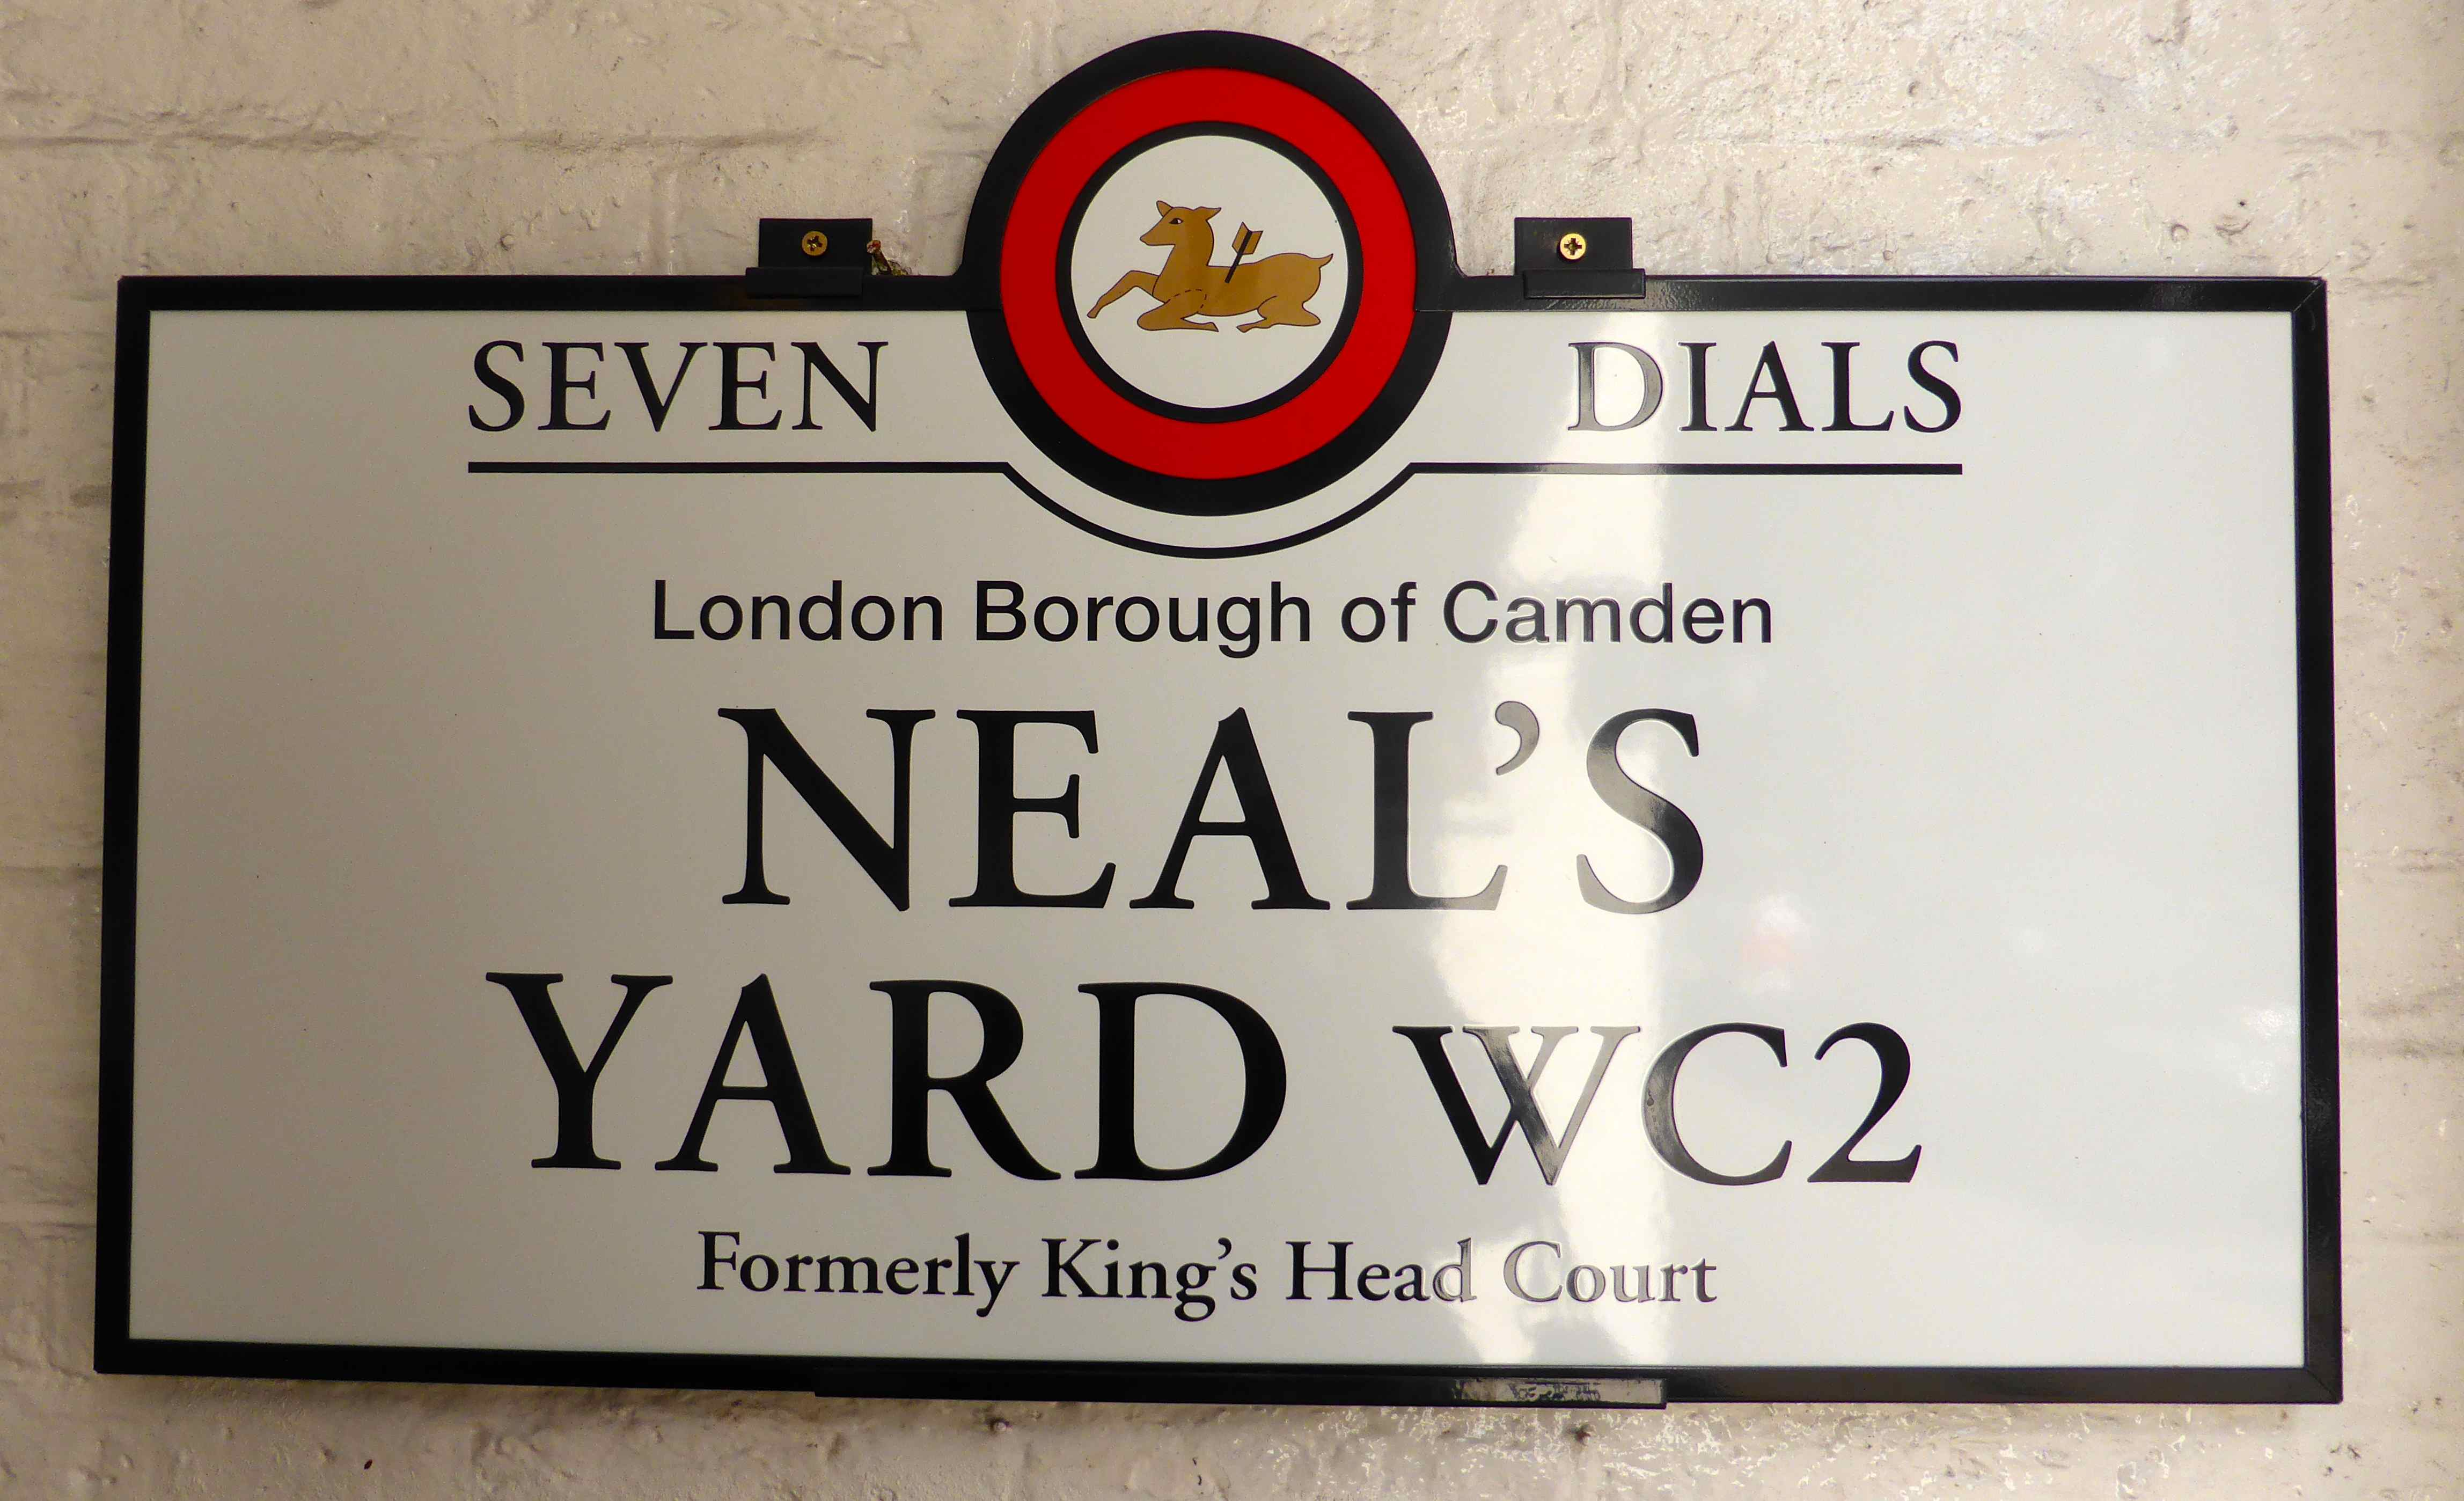 SEVEN DIALS
London Borough of Camden
NEAL’S
YARD WC2
Formerly King’s Head Court